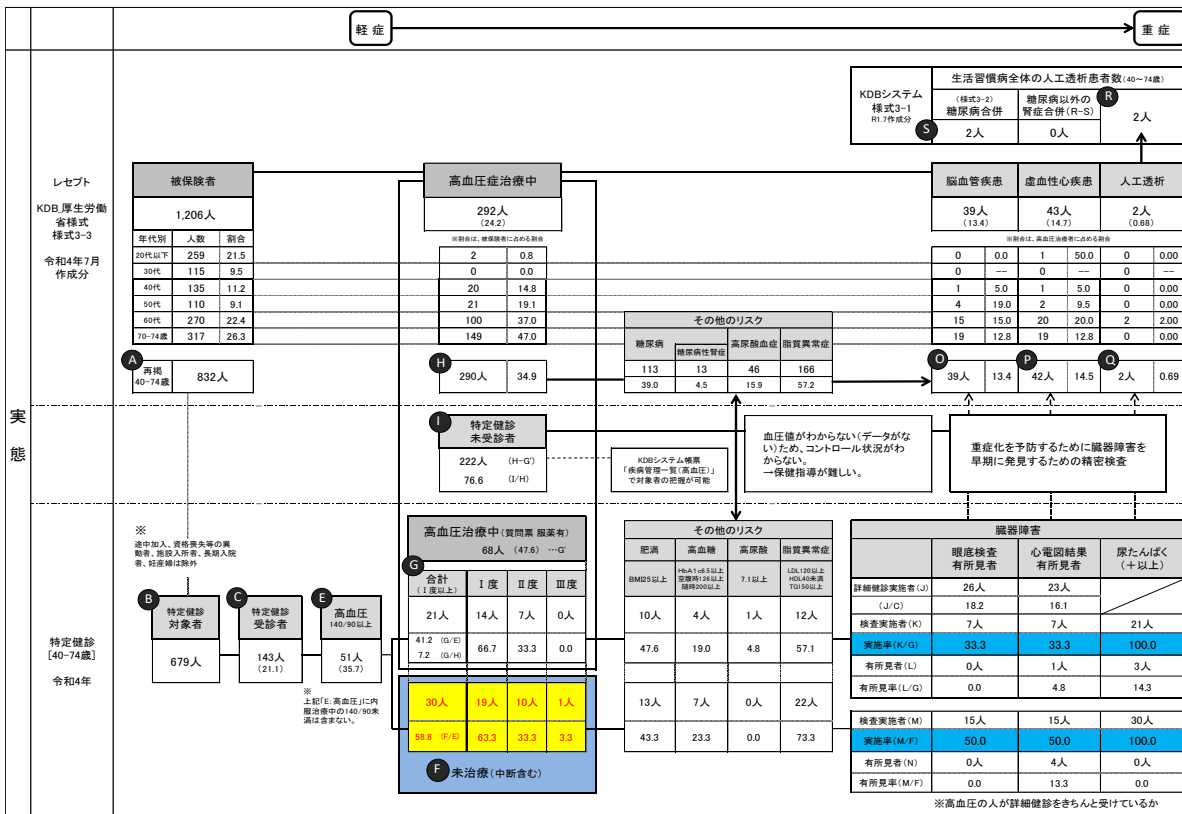 軽症
重症
KDBシステム
様式3-1
R1.7作成分
生活習慣病全体の人工透析患者数(40～74歳)
(様式3-2)
糖尿病合併
糖尿病以外の
腎症合併(R-S)
R
2人
S
2人
0人
実態
レセプト
KDB_厚生労働
省様式
様式3-3
令和4年7月
作成分
被保険者
1,206人
年代別 人数 割合
20代以下 259 21.5
30代 115 9.5
40代 135 11.2
50代 110 9.1
60代 270 22.4
70-74歳 317 26.3
A
再掲
40-74歳
832人
高血圧症治療中
292人
(24.2)
※割合は、被保険者に占める割合
2 0.8
0 0.0
20 14.8
21 19.1
100 37.0
149 47.0
H
290人 34.9
その他のリスク
糖尿病 糖尿病性腎症 高尿酸血症 脂質異常症
113 13 46 166
39.0 4.5 15.9 57.2
脳血管疾患 虚血性心疾患 人工透析
39人 43人 2人
(13.4) (14.7) (0.68)
※割合は、高血圧治療者に占める割合
0 0.0 1 50.0 0 0.00
0 -- 0 -- 0 --
1 5.0 1 5.0 0 0.00
4 19.0 2 9.5 0 0.00
15 15.0 20 20.0 2 2.00
19 12.8 19 12.8 0 0.00
O P Q
39人 13.4 42人 14.5 2人 0.69
I
特定健診
未受診者
222人 (H-G')
76.6 (I/H)
KDBシステム帳票
「疾病管理一覧(高血圧)」
で対象者の把握が可能
血圧値がわからない(データがな
い)ため、コントロール状況がわ
からない。
→保健指導が難しい。
重症化を予防するために臓器障害を
早期に発見するための精密検査
特定健診
[40-74歳]
令和4年
※
途中加入、資格喪失等の異
動者、施設入所者、長期入院
者、妊産婦は除外
B
特定健診
対象者
679人
C
特定健診
受診者
143人
(21.1)
E
高血圧
140/90以上
51人
(35.7)
※
上記「E:高血圧」に内
服治療中の140/90未
満は含まない。
高血圧治療中(質問票 服薬有)
68人 (47.6) …G'
G
合計
(Ⅰ度以上)
Ⅰ度 Ⅱ度 Ⅲ度
21人 14人 7人 0人
41.2 (G/E)
7.2 (G/H)
66.7 33.3 0.0
30人 19人 10人 1人
58.8 (F/E) 63.3 33.3 3.3
F 未治療(中断含む)
その他のリスク
肥満 高血糖 高尿酸 脂質異常症
BMI25以上
HbA1c6.5以上
空腹時126以上
随時200以上
7.1以上
LDL120以上
HDL40未満
TG150以上
10人 4人 1人 12人
47.6 19.0 4.8 57.1
13人 7人 0人 22人
43.3 23.3 0.0 73.3
臓器障害
眼底検査
有所見者
心電図結果
有所見者
尿たんぱく
(+以上)
詳細健診実施者(J) 26人 23人
(J/C) 18.2 16.1
検査実施者(K) 7人 7人 21人
実施率(K/G) 33.3 33.3 100.0
有所見者(L) 0人 1人 3人
有所見率(L/G) 0.0 4.8 14.3
検査実施者(M) 15人 15人 30人
実施率(M/F) 50.0 50.0 100.0
有所見者(N) 0人 4人 0人
有所見率(M/F) 0.0 13.3 0.0
※高血圧の人が詳細健診をきちんと受けているか